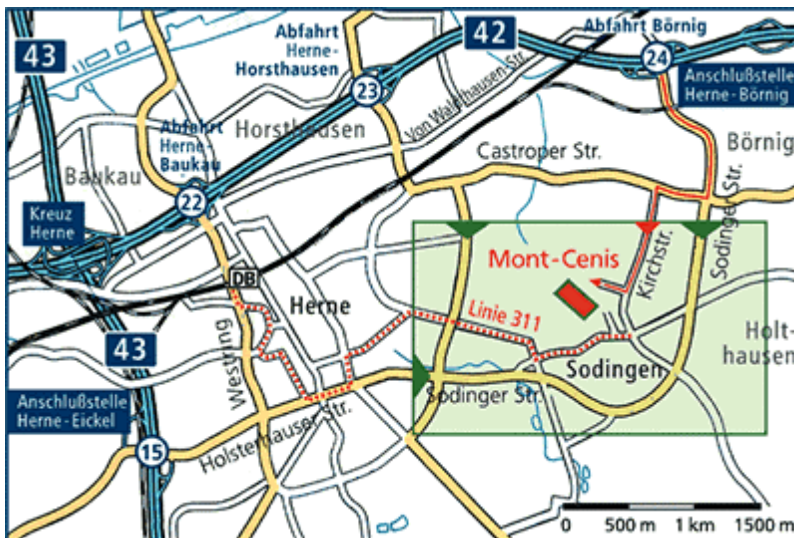 43
42
Abfahrt
Herne-
Horsthausen
Abfahrt Börnig
24
Anschlußstelle
Herne-Börnig
23
Von Waldhausen-Str.
Horsthausen
Abfahrt
Herne-
Baukau
Baukau
Börnig
Castroper Str.
22
Kreuz
Herne
Sodinger Str.
Kirchstr.
Mont-Cenis
DB
Herne
Linie 311
43
Westring
Holt-
hausen
Sodingen
Anschlußstelle
Herne-Eickel
Sodinger Str.
15
Holsterhauser Str.
0 500 m 1 km 1500 m